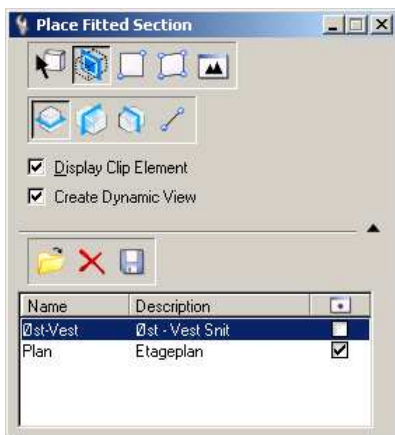 Place Fitted Section
Display Clip Element
Create Dynamic View
Name Description
Øst-Vest Øst - Vest Snit
Plan Etageplan